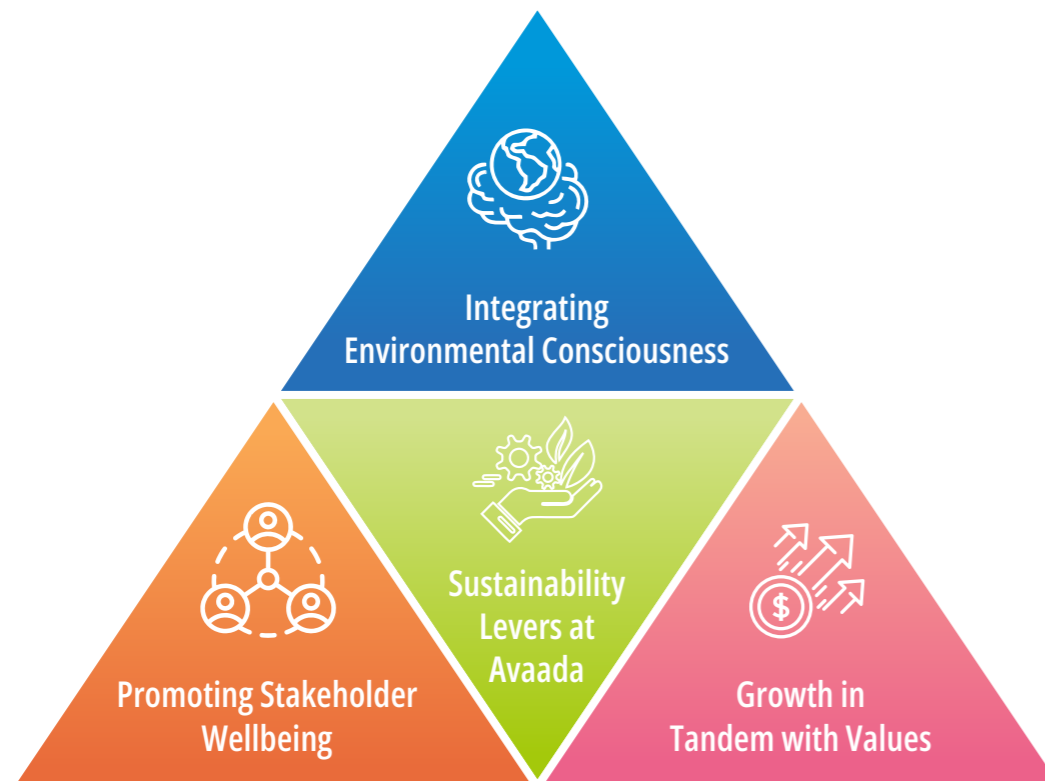 Integrating
Environmental Consciousness
Sustainability
Levers at
Avaada
Promoting Stakeholder
Wellbeing
$
Growth in
Tandem with Values